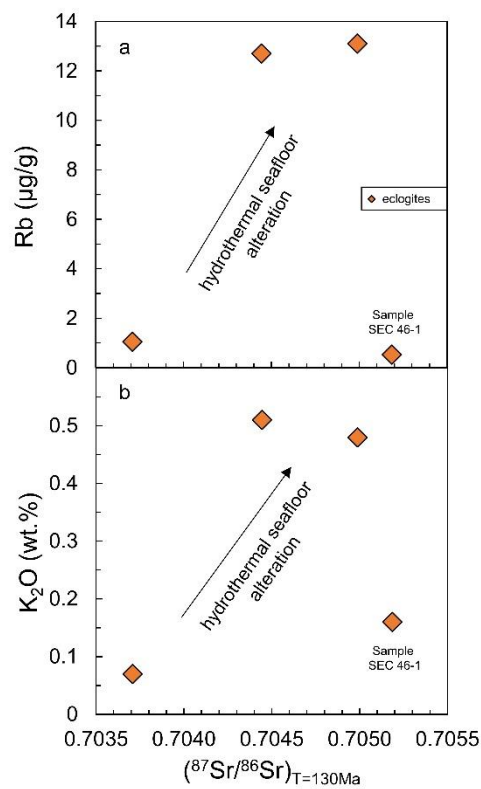 14
a
12
10
8
6
4
2
0
Rb (µg/g)
hydrothermal seafloor
alteration
eclogites
Sample
SEC 46-1
b
0.5
0.4
0.3
0.2
0.1
0
K₂O (wt.%)
hydrothermal seafloor
alteration
Sample
SEC 46-1
0.7035 0.7040 0.7045 0.7050 0.7055
(⁸⁷Sr/⁸⁶Sr)T=130Ma